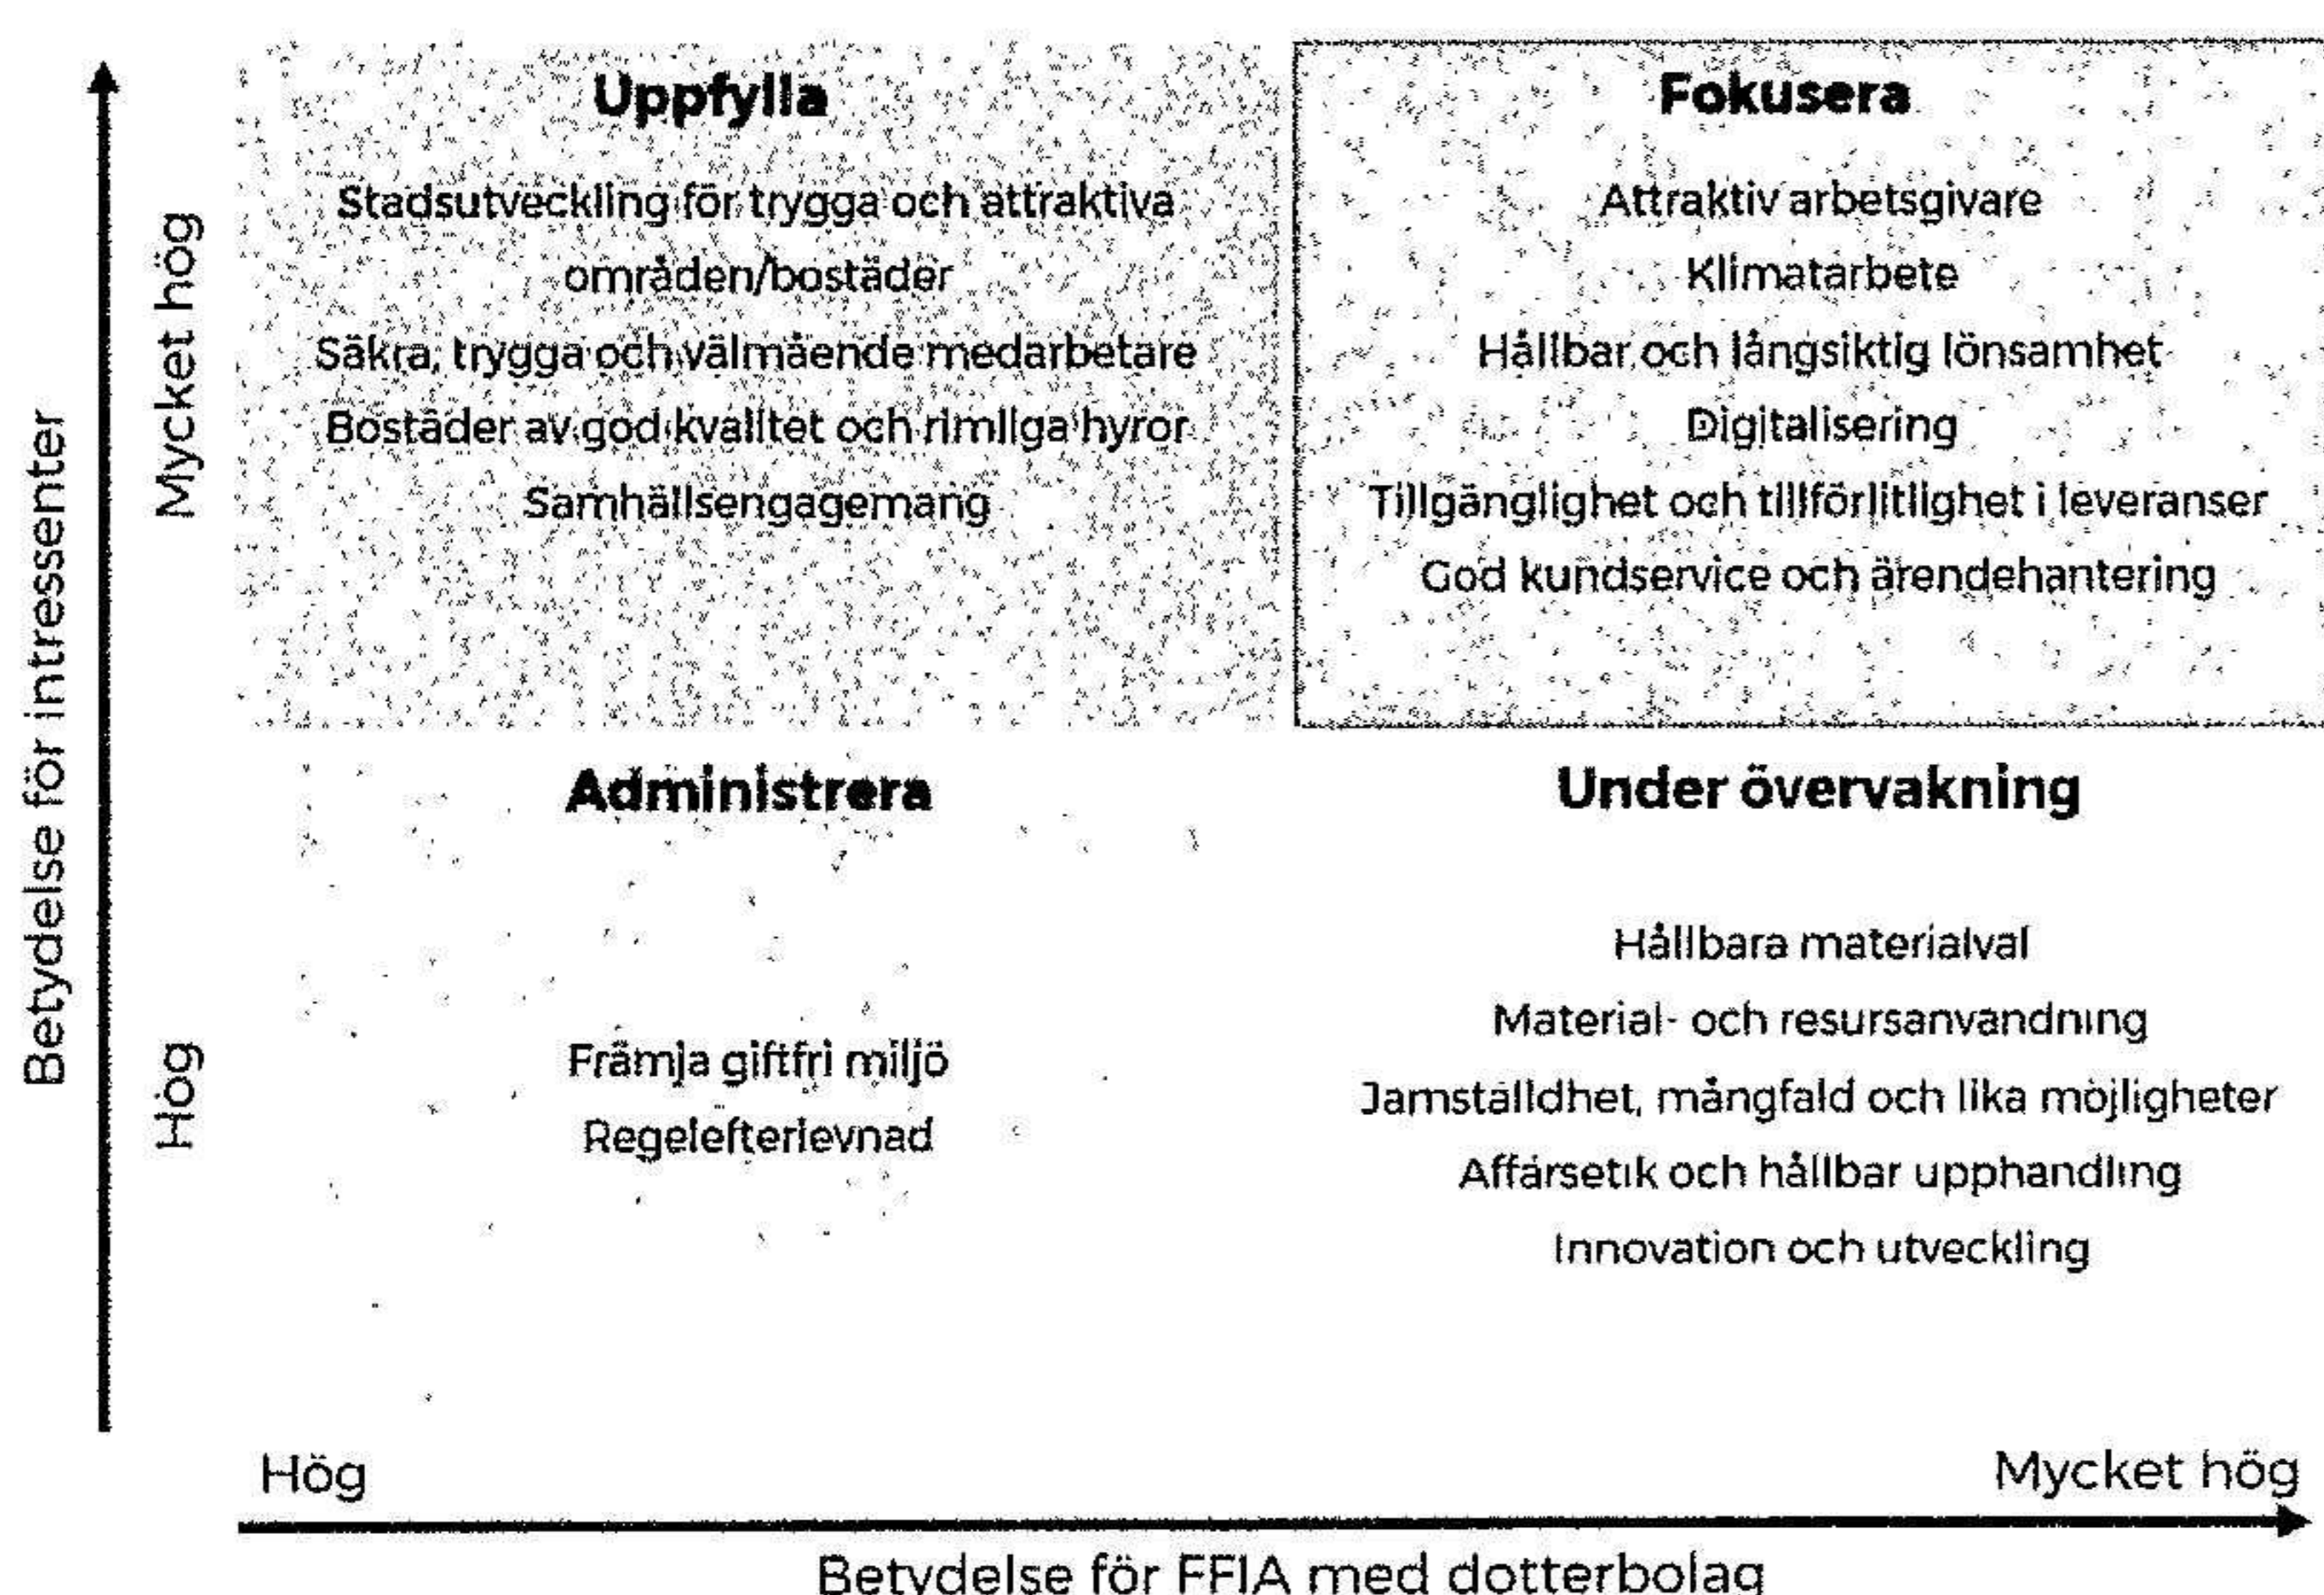 Betydelse för intressenter
Mycket hög
Hög
Uppfylla
Stadsutveckling för trygga och attraktiva
områden/bostäder
Säkra, trygga och välmående medarbetare
Bostäder av god kvalitet och rimliga hyror
Samhällsengagemang
Fokusera
Attraktiv arbetsgivare
Klimatarbete
Hållbar och långsiktig lönsamhet
Digitalisering
Tillgänglighet och tillförlitlighet i leveranser
God kundservice och ärendehantering
Administrera
Främja giftfri miljö
Regelefterlevnad
Under övervakning
Hållbara materialval
Material- och resursanvändning
Jämställdhet, mångfald och lika möjligheter
Affärsetik och hållbar upphandling
Innovation och utveckling
Hög
Mycket hög
Betydelse för FFIA med dotterbolag